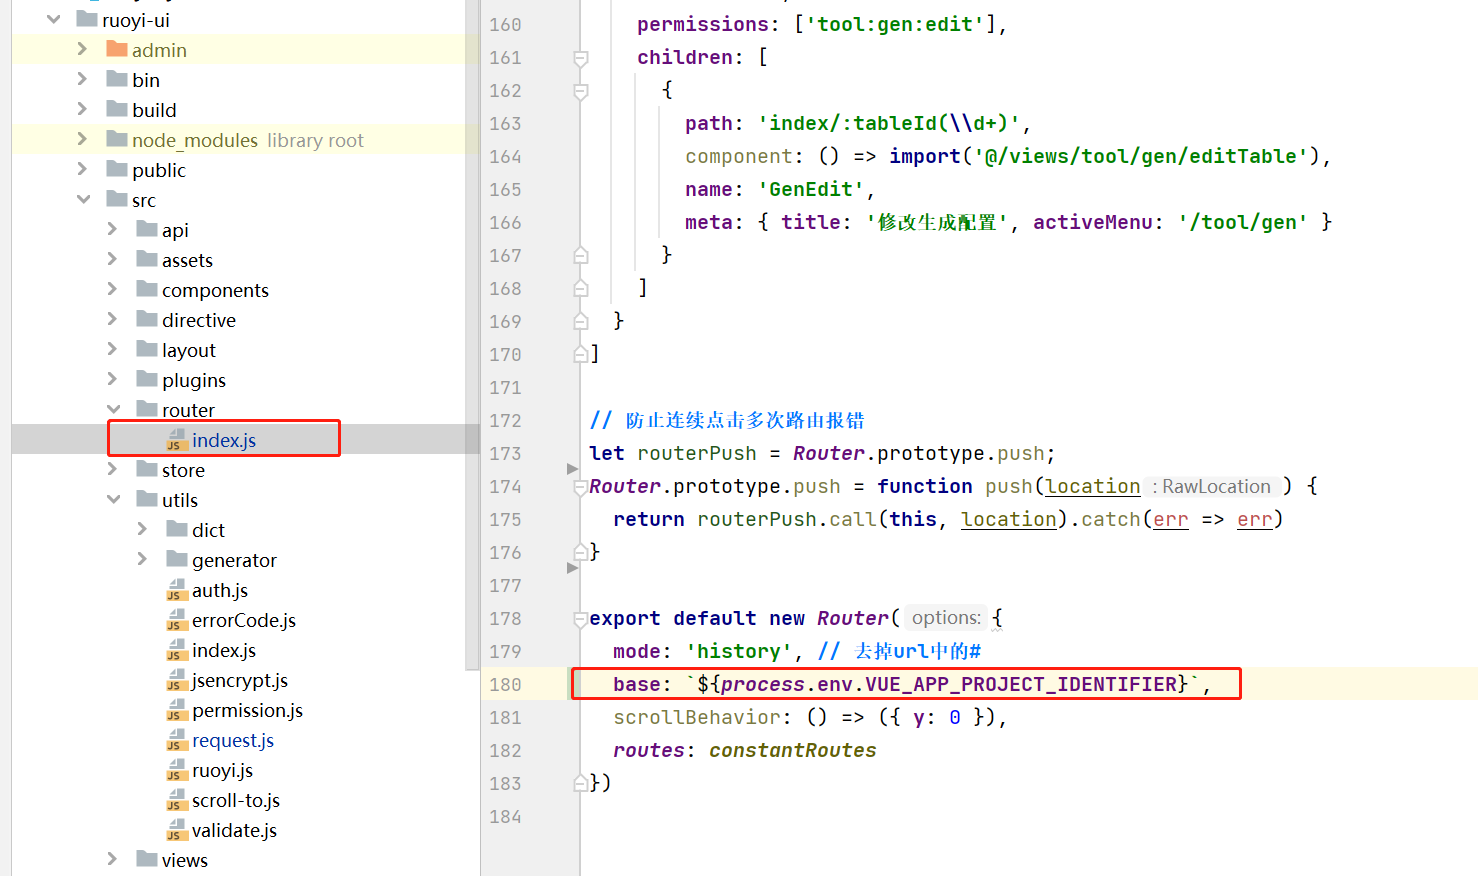 ruoyi-ui
admin
bin
build
node_modules library root
public
src
api
assets
components
directive
layout
plugins
router
index.js
store
utils
dict
generator
auth.js
errorCode.js
index.js
jsencrypt.js
permission.js
request.js
ruoyi.js
scroll-to.js
validate.js
views
160 permissions: ['tool:gen:edit'],
161 children: [
162 {
163 path: 'index/:tableId(\\d+)',
164 component: () => import('@/views/tool/gen/editTable'),
165 name: 'GenEdit',
166 meta: { title: '修改生成配置', activeMenu: '/tool/gen' }
167 }
168 ]
169 }
170 ]
171
172 // 防止连续点击多次路由报错
173 let routerPush = Router.prototype.push;
174 Router.prototype.push = function push(location : RawLocation ) {
175 return routerPush.call(this, location).catch(err => err)
176 }
177
178 export default new Router( options: {
179 mode: 'history', // 去掉url中的#
180 base: `${process.env.VUE_APP_PROJECT_IDENTIFIER}`,
181 scrollBehavior: () => ({ y: 0 }),
182 routes: constantRoutes
183 })
184